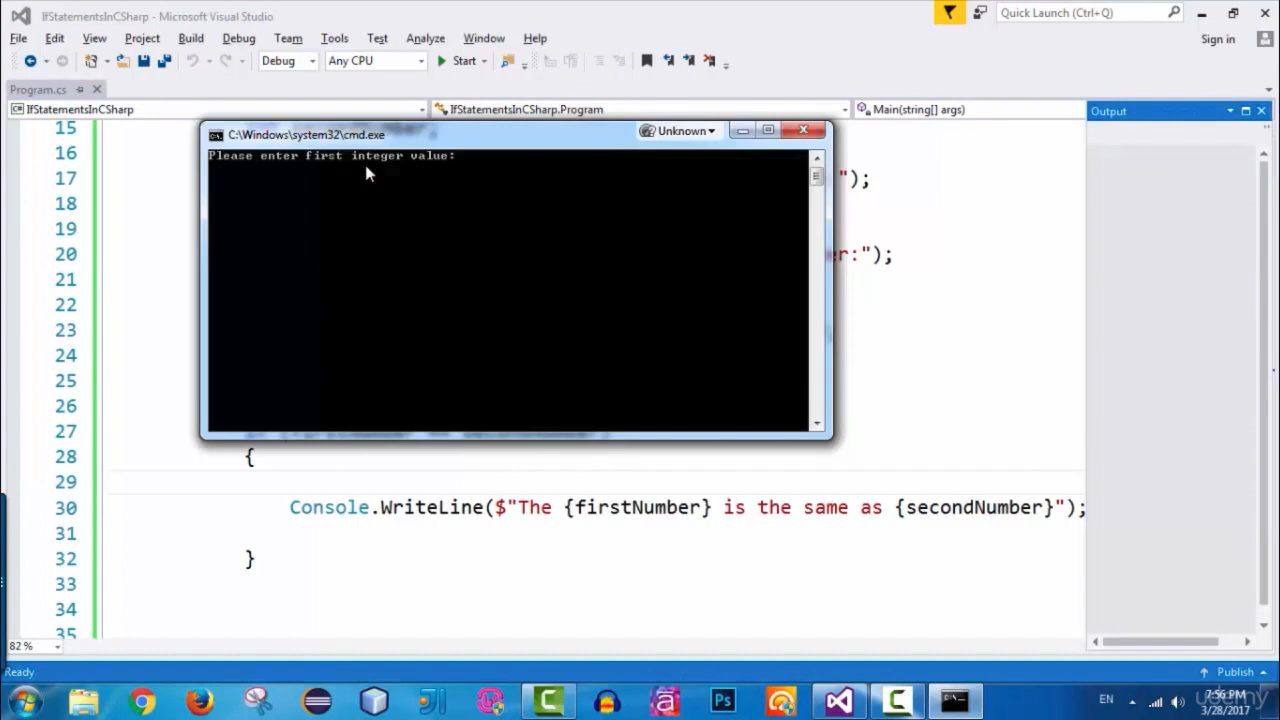 IfStatementsInCSharp - Microsoft Visual Studio
Quick Launch (Ctrl+Q)
File Edit View Project Build Debug Team Tools Test Analyze Window Help
Sign in
Debug Any CPU Start
Program.cs
IfStatementsInCSharp IfStatementsInCSharp.Program Main(string[] args)
Output
C:\Windows\system32\cmd.exe
Unknown
Please enter first integer value:
15
16
17 ");
18
19
20 r:");
21
22
23
24
25
26
27
28 {
29
30 Console.WriteLine($"The {firstNumber} is the same as {secondNumber}");
31
32 }
33
34
35
82 %
Ready
Publish
EN
7:56 PM
3/28/2017
Ps
udemy